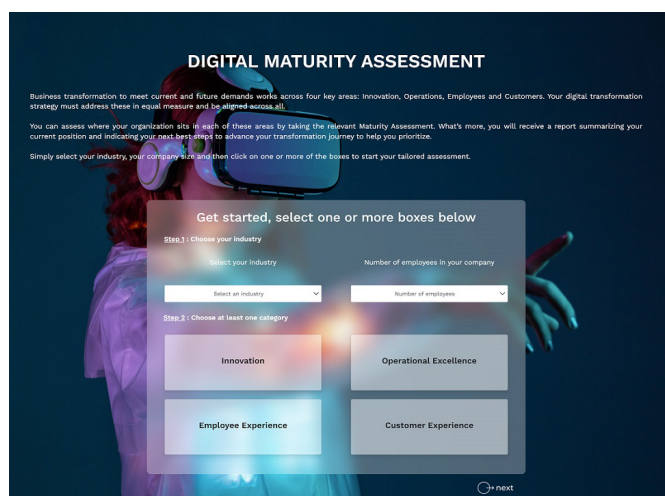 DIGITAL MATURITY ASSESSMENT
Business transformation to meet current and future demands works across four key areas: Innovation, Operations, Employees and Customers. Your digital transformation
strategy must address these in equal measure and be aligned across all.
You can assess where your organization sits in each of these areas by taking the relevant Maturity Assessment. What's more, you will receive a report summarizing your
current position and indicating your next best steps to advance your transformation journey to help you prioritize.
Simply select your industry, your company size and then click on one or more of the boxes to start your tailored assessment.
Get started, select one or more boxes below
Step 1 : Choose your industry
Select your industry
Number of employees in your company
Select an industry
Number of employees
Step 2 : Choose at least one category
Innovation
Operational Excellence
Employee Experience
Customer Experience
next